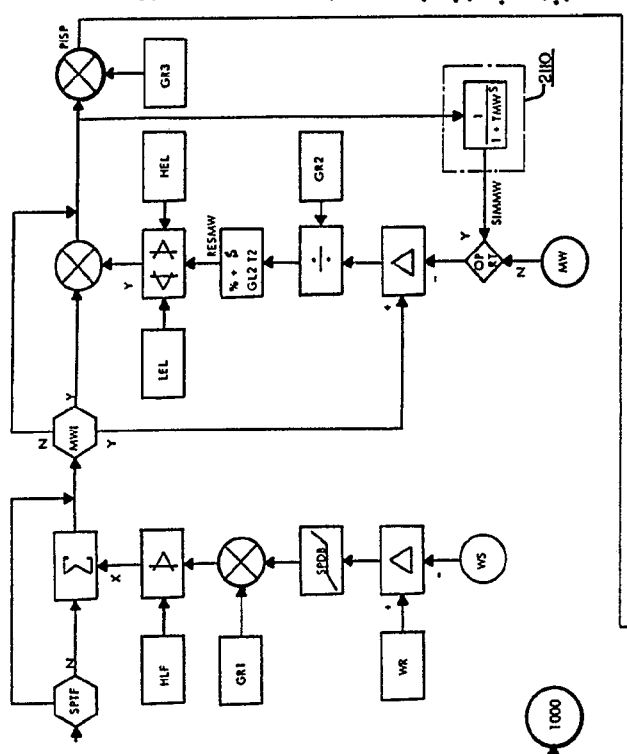 PISP
GR3
2110
1
1 + TMWS
HEL
GR2
SIMMW
RESMW
Y
Y
% + S
GL2 T2
÷
Δ
+
-
OP
RT
N
MW
LEL
N
Y
MWI
Y
Σ
X
SPDB
Δ
+
-
WS
N
SPTF
HLF
GR1
WR
1000